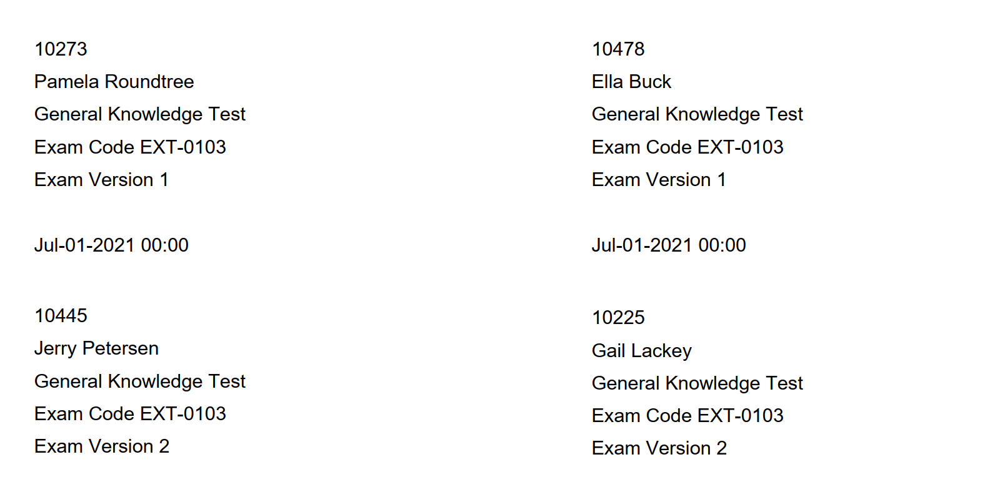 10273
Pamela Roundtree
General Knowledge Test
Exam Code EXT-0103
Exam Version 1
Jul-01-2021 00:00
10478
Ella Buck
General Knowledge Test
Exam Code EXT-0103
Exam Version 1
Jul-01-2021 00:00
10445
Jerry Petersen
General Knowledge Test
Exam Code EXT-0103
Exam Version 2
10225
Gail Lackey
General Knowledge Test
Exam Code EXT-0103
Exam Version 2